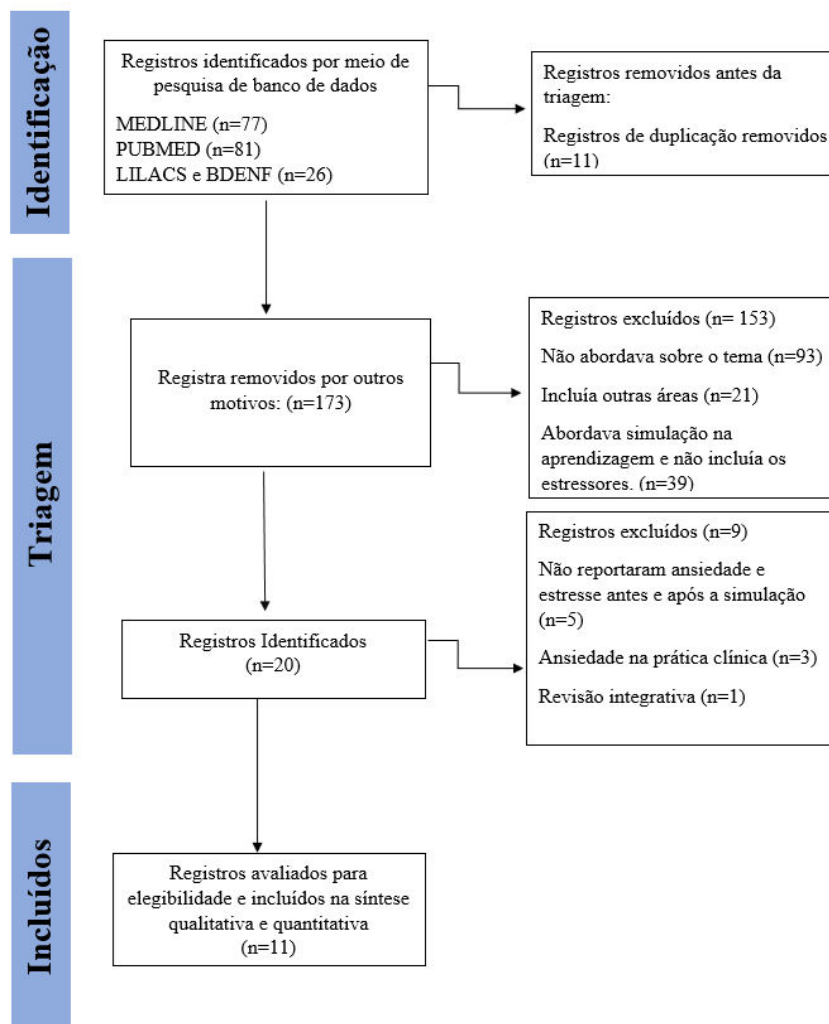 Identificação
Registros identificados por meio de
pesquisa de banco de dados
MEDLINE (n=77)
PUBMED (n=81)
LILACS e BDENF (n=26)
Registros removidos antes da
triagem:
Registros de duplicação removidos
(n=11)
Triagem
Registra removidos por outros
motivos: (n=173)
Registros excluídos (n= 153)
Não abordava sobre o tema (n=93)
Incluía outras áreas (n=21)
Abordava simulação na
aprendizagem e não incluía os
estressores. (n=39)
Registros Identificados
(n=20)
Registros excluídos (n=9)
Não reportaram ansiedade e
estresse antes e após a simulação
(n=5)
Ansiedade na prática clínica (n=3)
Revisão integrativa (n=1)
Incluídos
Registros avaliados para
elegibilidade e incluídos na síntese
qualitativa e quantitativa
(n=11)